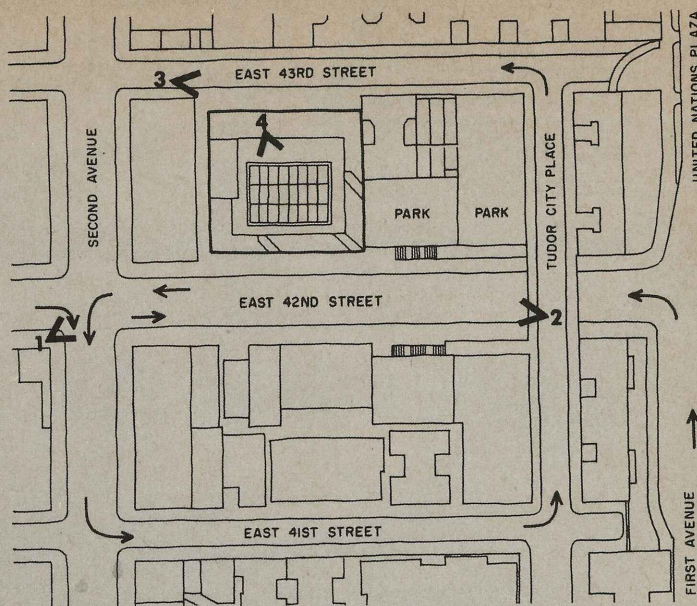 3
EAST 43RD STREET
UNITED NATIONS PLAZA
4
SECOND AVENUE
PARK
PARK
TUDOR CITY PLACE
EAST 42ND STREET
1
2
EAST 41ST STREET
FIRST AVENUE